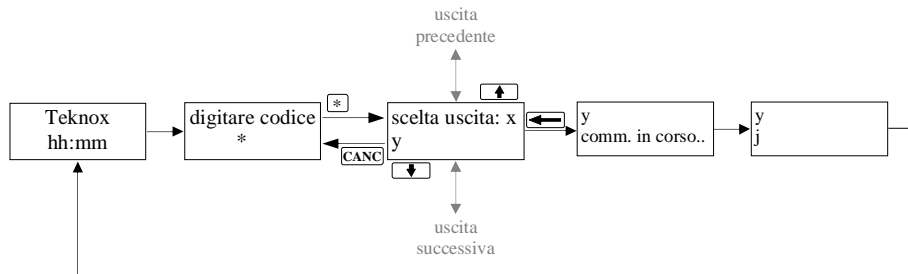 uscita
precedente
Teknox
hh:mm
digitare codice
*
*
CANC
scelta uscita: x
y
y
comm. in corso..
y
j
uscita
successiva